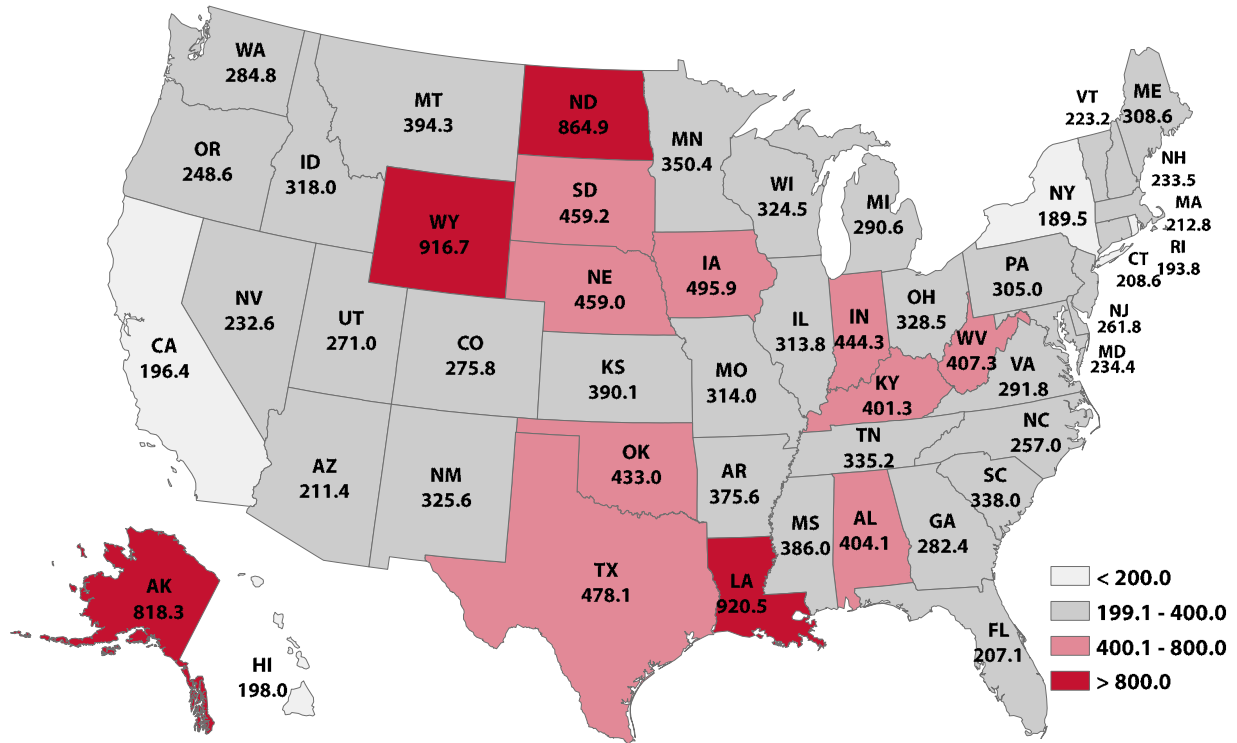 WA
284.8
MT
394.3
ND
864.9
MN
350.4
VT
223.2
ME
308.6
OR
248.6
ID
318.0
SD
459.2
WI
324.5
MI
290.6
NY
189.5
NH
233.5
MA
212.8
WY
916.7
RI
193.8
CT
208.6
NE
459.0
IA
495.9
PA
305.0
NV
232.6
UT
271.0
CO
275.8
IL
313.8
IN
444.3
OH
328.5
NJ
261.8
CA
196.4
KS
390.1
MO
314.0
WV
407.3
VA
291.8
MD
234.4
KY
401.3
NC
257.0
AZ
211.4
NM
325.6
OK
433.0
AR
375.6
TN
335.2
SC
338.0
MS
386.0
AL
404.1
GA
282.4
AK
818.3
TX
478.1
LA
920.5
HI
198.0
FL
207.1
< 200.0
199.1 - 400.0
400.1 - 800.0
> 800.0